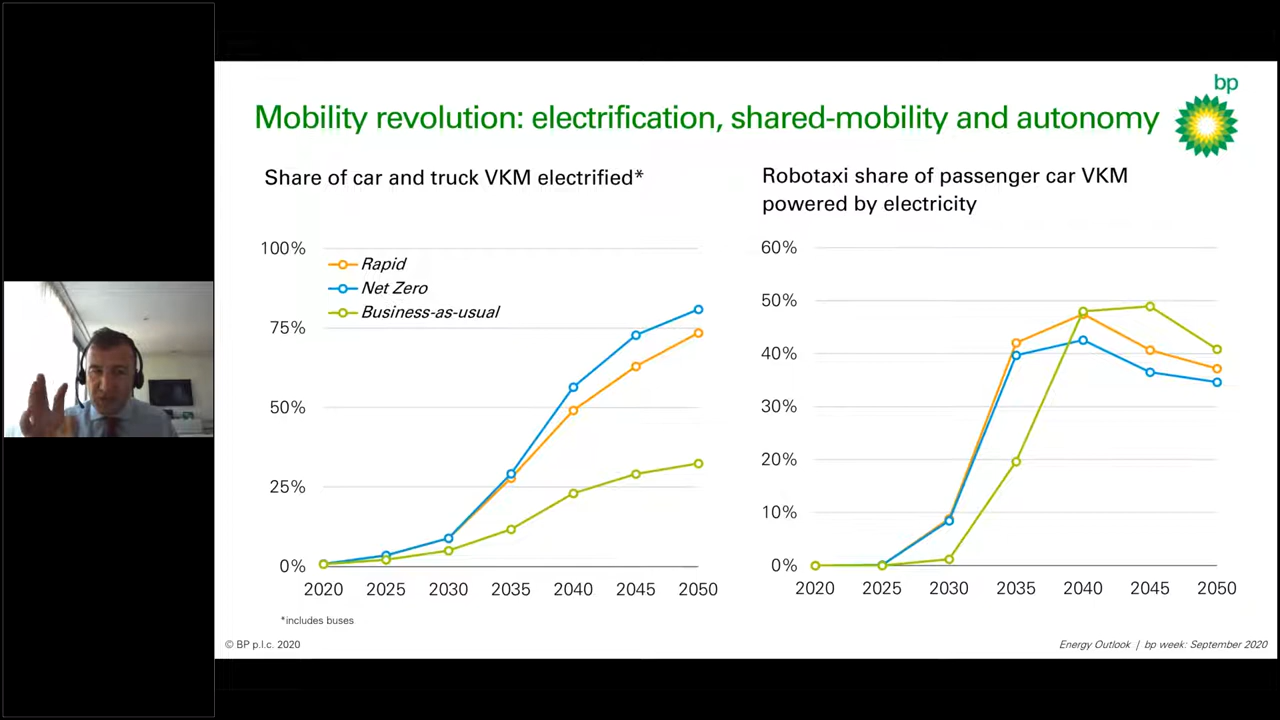 bp
Mobility revolution: electrification, shared-mobility and autonomy
Share of car and truck VKM electrified*
100%
75%
50%
25%
0%
Rapid
Net Zero
Business-as-usual
2020 2025 2030 2035 2040 2045 2050
*includes buses
Robotaxi share of passenger car VKM
powered by electricity
60%
50%
40%
30%
20%
10%
0%
2020 2025 2030 2035 2040 2045 2050
© BP p.l.c. 2020
Energy Outlook | bp week: September 2020